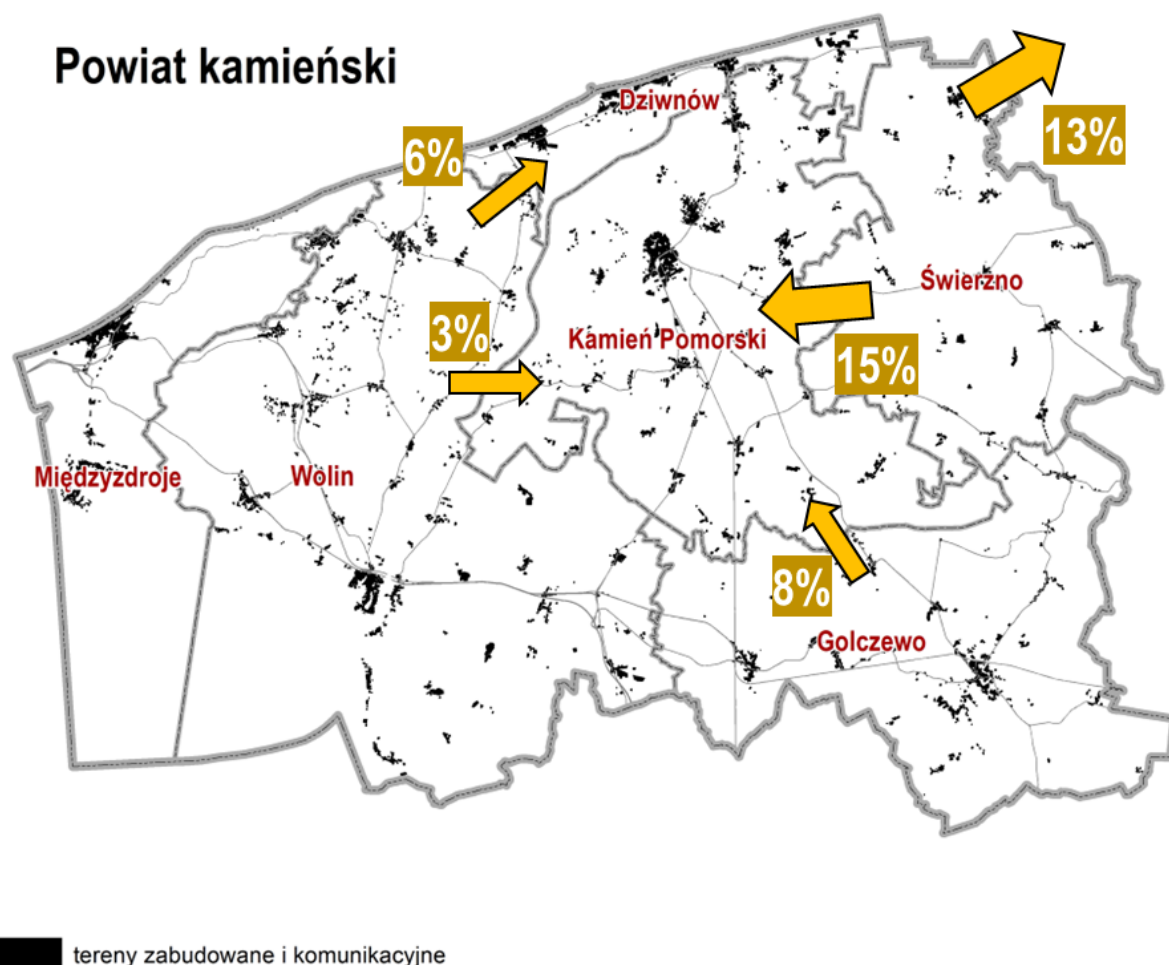 Powiat kamieński
Dziwnów
13%
6%
Świerzno
3%
Kamień Pomorski
15%
Międzyzdroje
Wolin
8%
Golczewo
tereny zabudowane i komunikacyjne